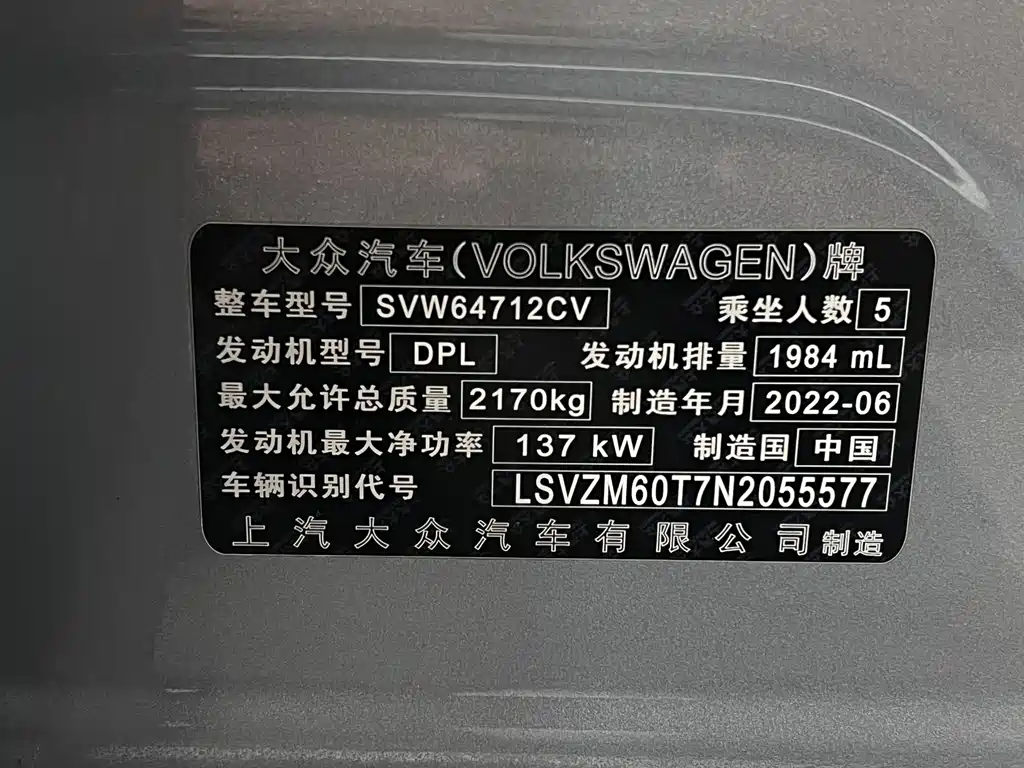 大众汽车(VOLKSWAGEN)牌
整车型号 SVW64712CV 乘坐人数 5
发动机型号 DPL 发动机排量 1984 mL
最大允许总质量 2170kg 制造年月 2022-06
发动机最大净功率 137 kW 制造国 中国
车辆识别代号 LSVZM60T7N2055577
上汽大众汽车有限公司制造